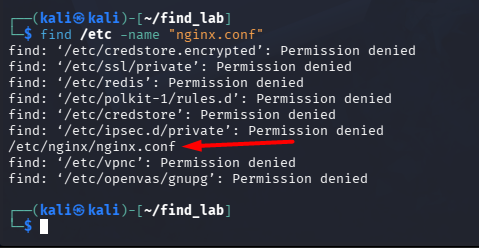 ┌──(kali㉿kali)-[~/find_lab]
└─$ find /etc -name "nginx.conf"
find: ‘/etc/credstore.encrypted’: Permission denied
find: ‘/etc/ssl/private’: Permission denied
find: ‘/etc/redis’: Permission denied
find: ‘/etc/polkit-1/rules.d’: Permission denied
find: ‘/etc/credstore’: Permission denied
find: ‘/etc/ipsec.d/private’: Permission denied
/etc/nginx/nginx.conf
find: ‘/etc/vpnc’: Permission denied
find: ‘/etc/openvas/gnupg’: Permission denied
┌──(kali㉿kali)-[~/find_lab]
└─$